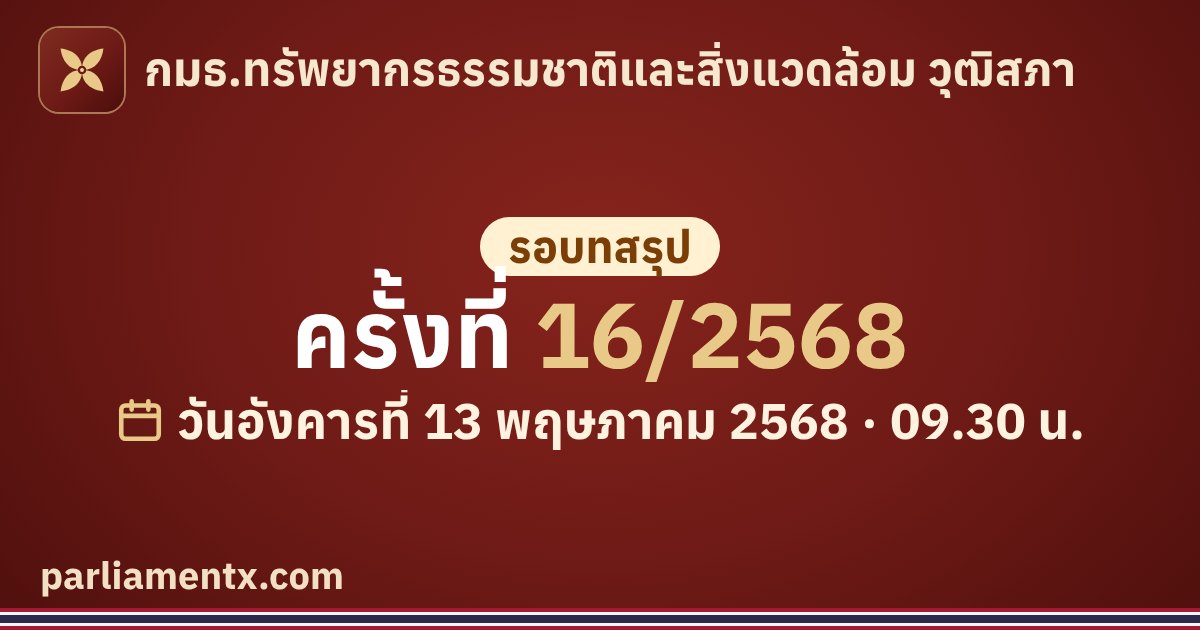 กมธ.ทรัพยากรธรรมชาติและสิ่งแวดล้อม วุฒิสภา
รอบทสรุป
ครั้งที่ 16/2568
วันอังคารที่ 13 พฤษภาคม 2568 · 09.30 น.
parliamentx.com